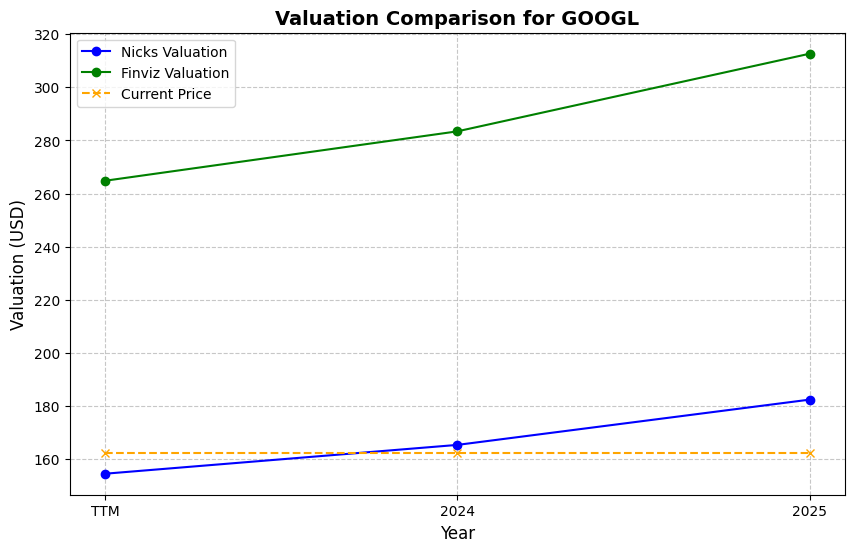 Valuation Comparison for GOOGL
Nicks Valuation
Finviz Valuation
Current Price
Valuation (USD)
320
300
280
260
240
220
200
180
160
TTM
2024
2025
Year